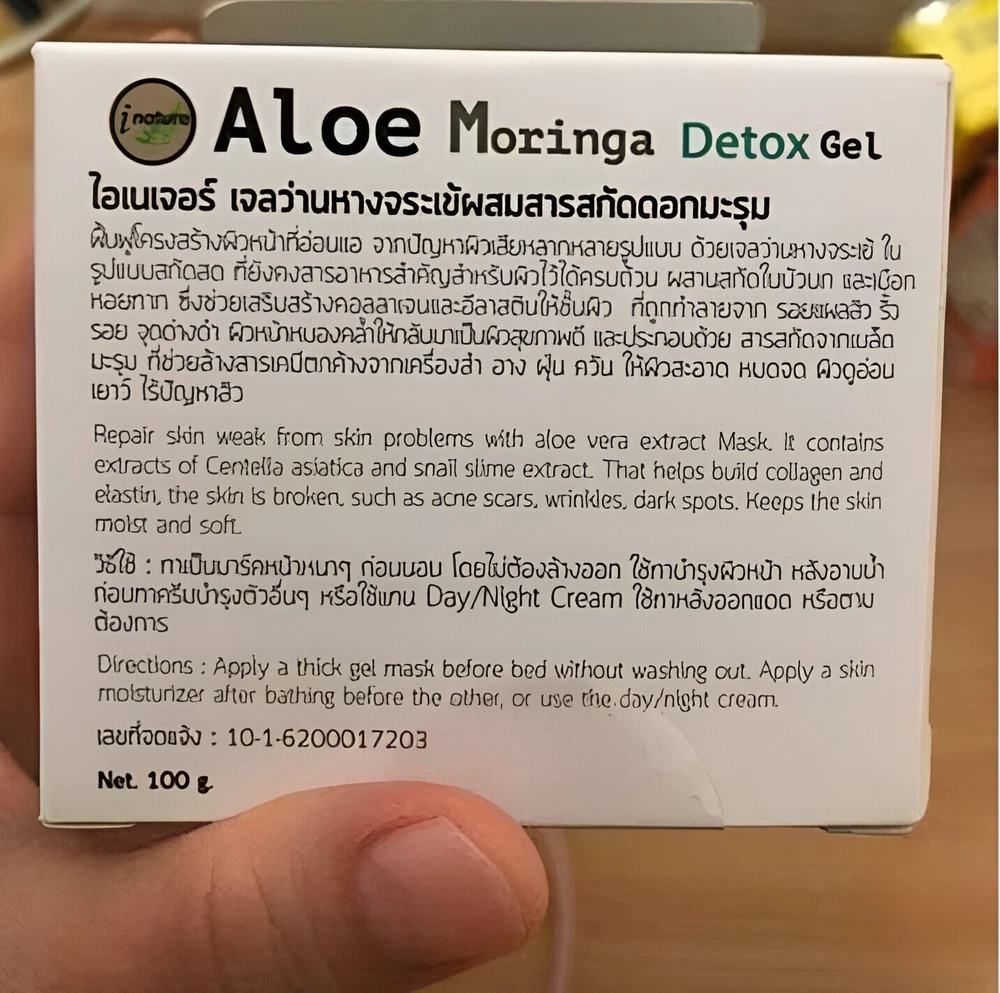 i nature
Aloe Moringa Detox Gel
ไอเนเจอร์ เจลว่านหางจระเข้ผสมสารสกัดดอกมะรุม
ฟื้นฟูโครงสร้างผิวหน้าที่อ่อนแอ จากปัญหาผิวเสียหลากหลายรูปแบบ ด้วยเจลว่านหางจระเข้ ใน
รูปแบบสกัดสด ที่ยังคงสารอาหารสำคัญสำหรับผิวไว้ได้ครบถ้วน ผสานสกัดใบบัวบก และเมือก
หอยทาก ซึ่งช่วยเสริมสร้างคอลลาเจนและอีลาสตินให้ชั้นผิว ที่ถูกทำลายจาก รอยแผลสิว ริ้ว
รอย จุดด่างดำ ผิวหน้าหมองคล้ำให้กลับมาเป็นผิวสุขภาพดี และประกอบด้วย สารสกัดจากเมล็ด
มะรุม ที่ช่วยล้างสารเคมีตกค้างจากเครื่องสำ อาง ฝุ่น ควัน ให้ผิวสะอาด หมดจด ผิวดูอ่อน
เยาว์ ไร้ปัญหาสิว
Repair skin weak from skin problems with aloe vera extract Mask. It contains
extracts of Centella asiatica and snail slime extract. That helps build collagen and
elastin, the skin is broken, such as acne scars, wrinkles, dark spots. Keeps the skin
moist and soft.
วิธีใช้ : ทาเป็นมาร์คหน้าหนาๆ ก่อนนอน โดยไม่ต้องล้างออก ใช้ทาบำรุงผิวหน้า หลังอาบน้ำ
ก่อนทาครีมบำรุงตัวอื่นๆ หรือใช้แทน Day/Night Cream ใช้ทาหลังออกแดด หรือตาม
ต้องการ
Directions : Apply a thick gel mask before bed without washing out. Apply a skin
moisturizer after bathing before the other, or use the day/night cream.
เลขที่จดแจ้ง : 10-1-6200017203
Net. 100 g.